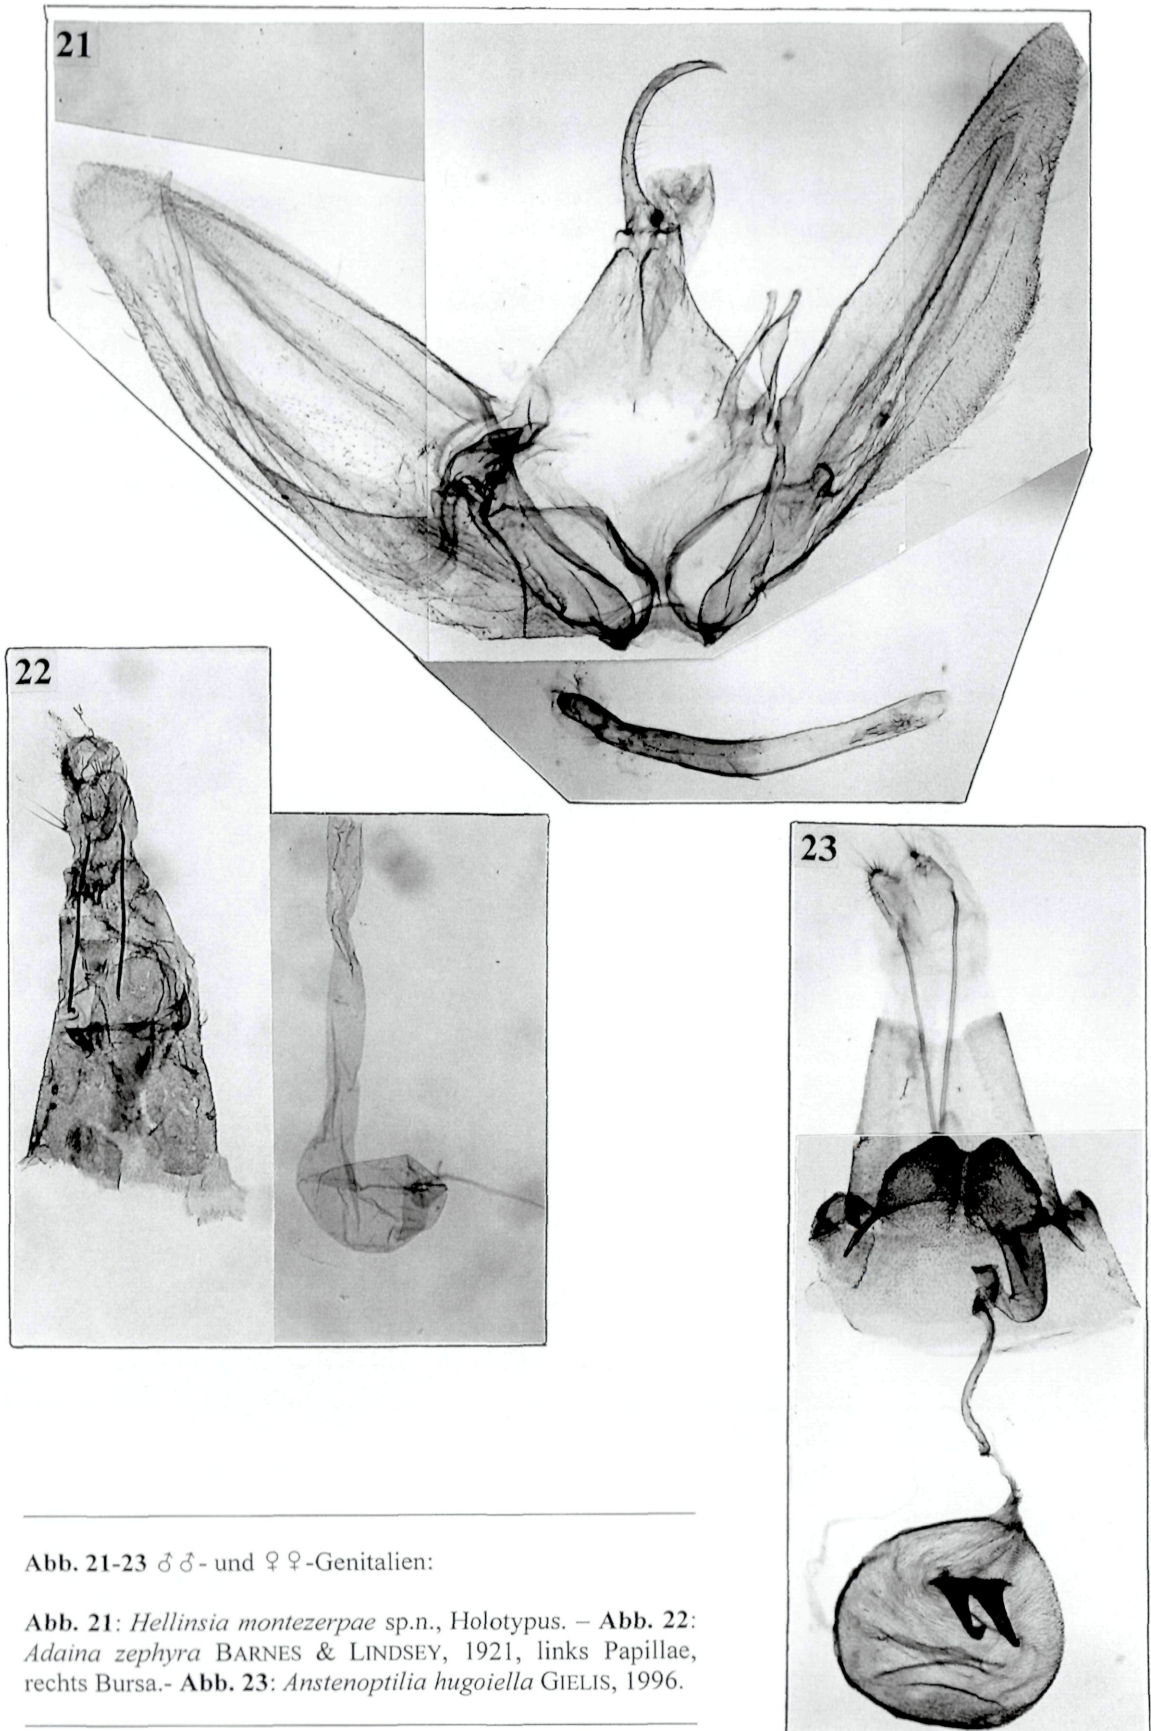 21
22
23
Abb. 21-23 ♂♂- und ♀♀-Genitalien:
Abb. 21: Hellinsia montezerpae sp.n., Holotypus. – Abb. 22:
Adaina zephyra BARNES & LINDSEY, 1921, links Papillae,
rechts Bursa.- Abb. 23: Anstenoptilia hugoiella GIELIS, 1996.